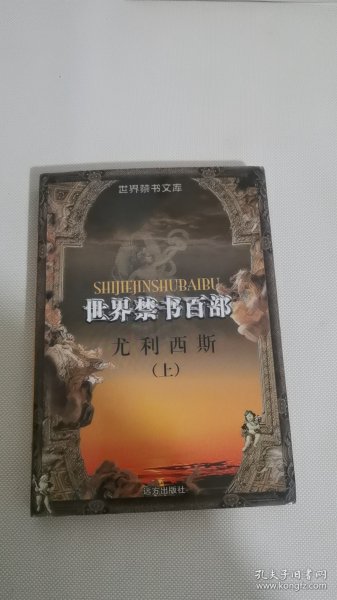 世界禁书文库
SHIJIEJINSHUBAIBU
世界禁书百部
尤利西斯
（上）
远方出版社
孔夫子旧书网
www.kongfz.com